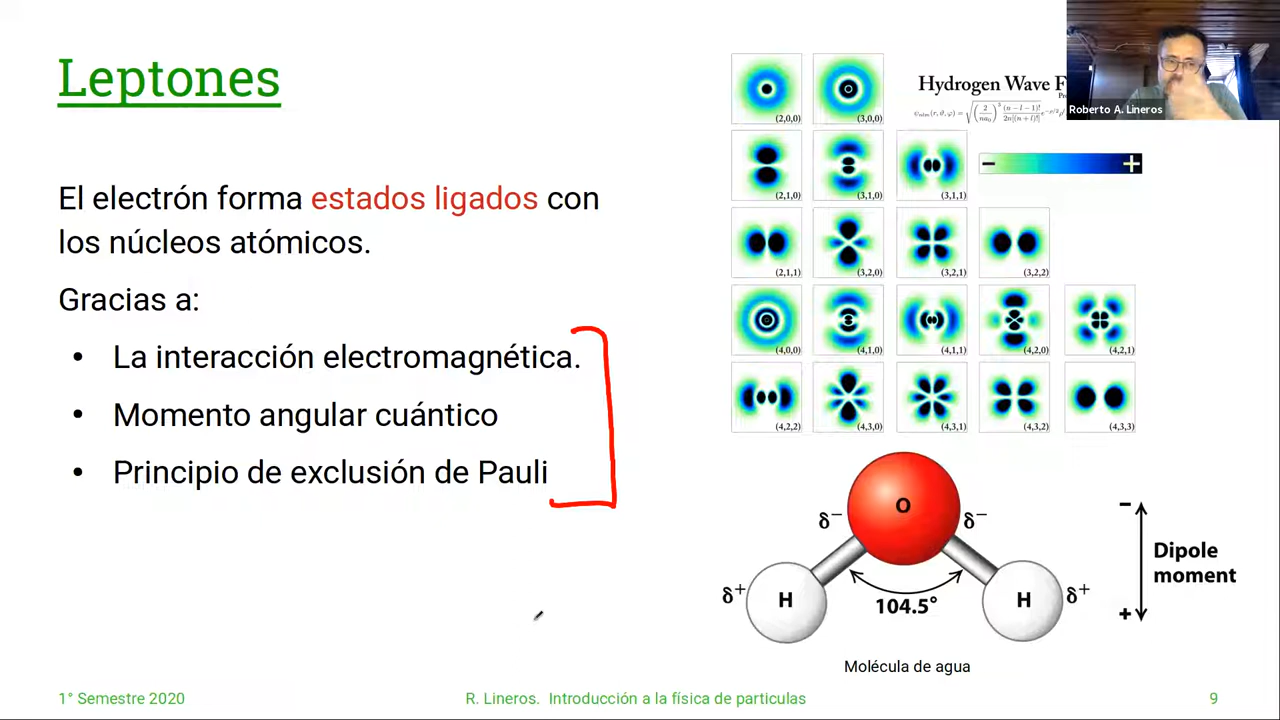 Leptones
El electrón forma estados ligados con
los núcleos atómicos.
Gracias a:
• La interacción electromagnética.
• Momento angular cuántico
• Principio de exclusión de Pauli
Hydrogen Wave F
Roberto A. Lineros
(2,0,0) (3,0,0)
− +
(2,1,0) (3,1,0) (3,1,1)
(2,1,1) (3,2,0) (3,2,1) (3,2,2)
(4,0,0) (4,1,0) (4,1,1) (4,2,0) (4,2,1)
(4,2,2) (4,3,0) (4,3,1) (4,3,2) (4,3,3)
O
δ− δ−
H H
δ+ δ+
104.5°
−
Dipole
moment
+
Molécula de agua
1° Semestre 2020
R. Lineros. Introducción a la física de particulas
9